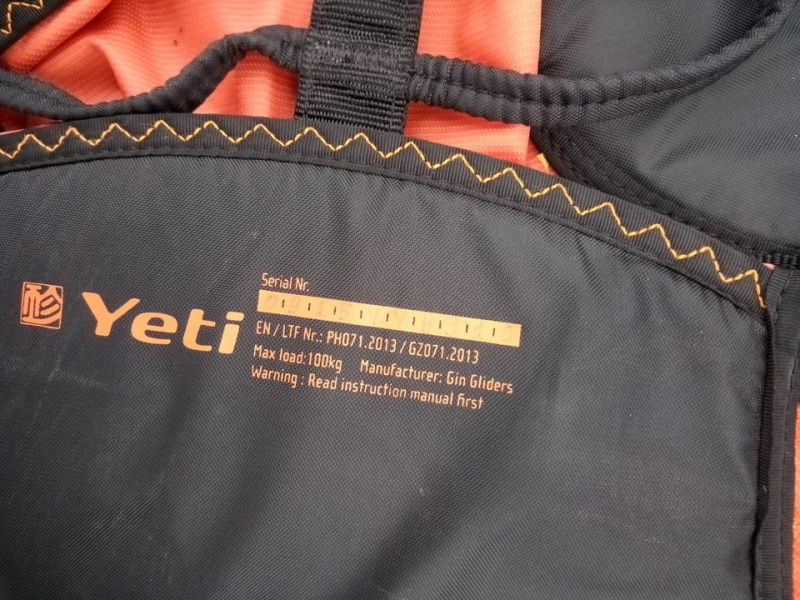 Yeti
Serial Nr.
EN / LTF Nr.: PH071.2013 / GZ071.2013
Max load:100kg Manufacturer: Gin Gliders
Warning : Read instruction manual first